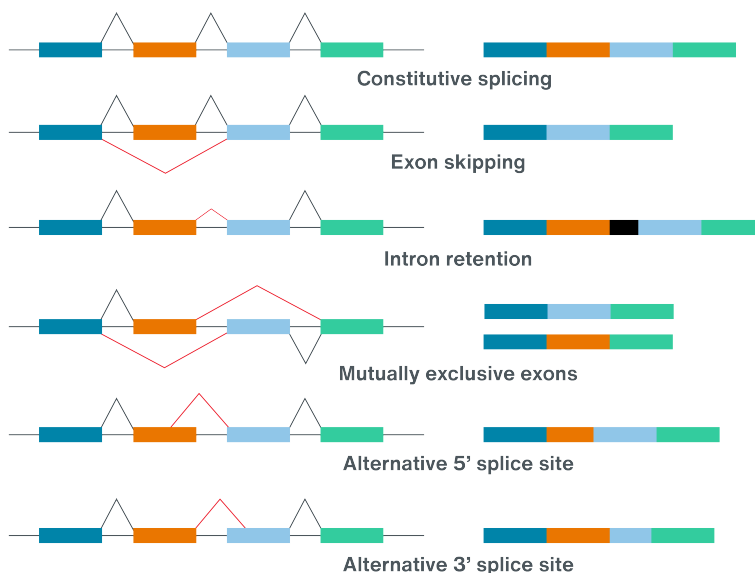 Constitutive splicing
Exon skipping
Intron retention
Mutually exclusive exons
Alternative 5’ splice site
Alternative 3’ splice site